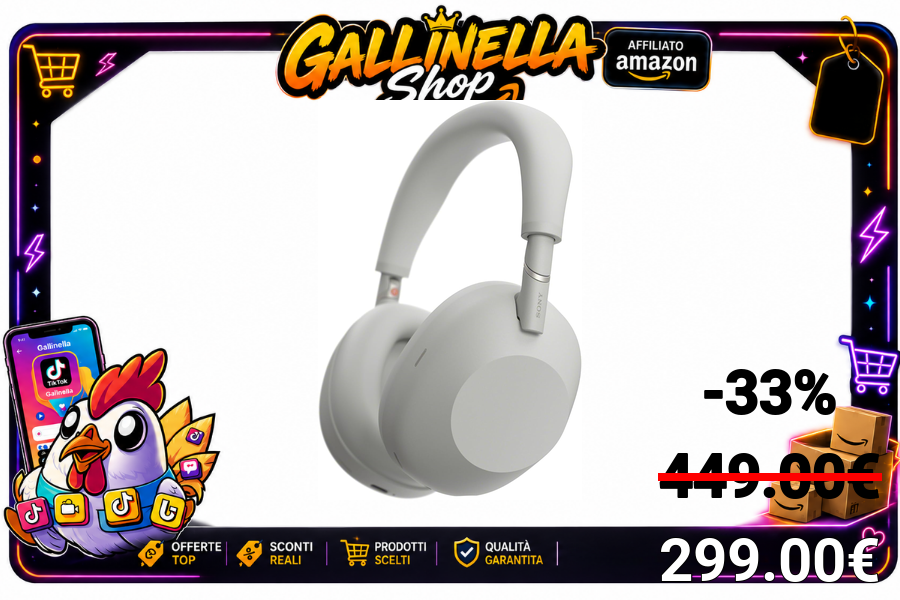 GALLINELLA
Shop
AFFILIATO
amazon
SONY
Gallinella
TikTok
Gallinella
-33%
449.00€
299.00€
OFFERTE
TOP
SCONTI
REALI
PRODOTTI
SCELTI
QUALITÀ
GARANTITA